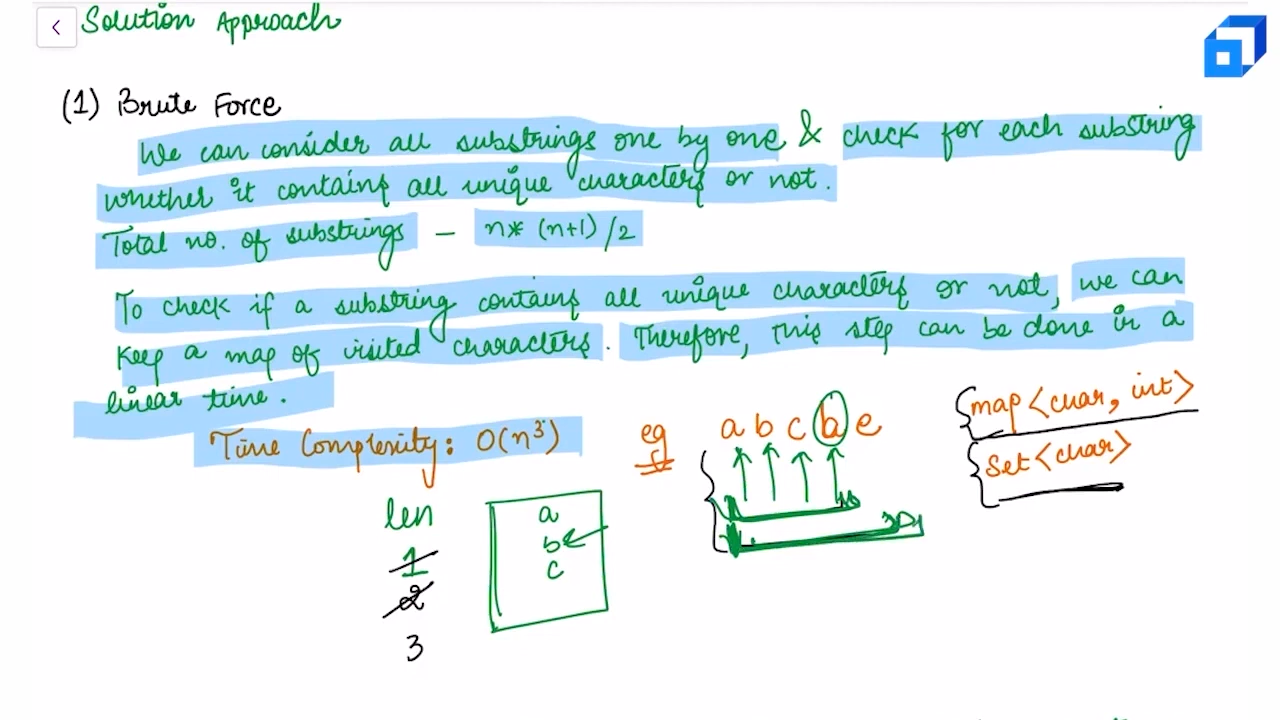 Solution Approach
(1) Brute Force
We can consider all substrings one by one & check for each substring
whether it contains all unique characters or not.
Total no. of substrings - n* (n+1)/2
To check if a substring contains all unique characters or not, we can
keep a map of visited characters. Therefore, this step can be done in a
linear time.
Time Complexity: O(n³)
eg a b c b e
map <char, int>
Set <char>
len
1
2
3
a
b
c